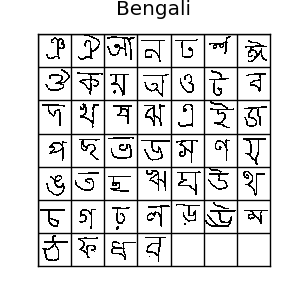 Bengali
ঞ ঐ আ ন ঢ ঈ
ঔ ক য় অ ও ট ব
দ খ ষ ঝ এ ই জ
প ছ ভ ড স ণ য
ঙ ত হ ঋ ঘ উ থ
চ গ ঢ় ল ড় ঊ ম
ঠ ফ ধ র